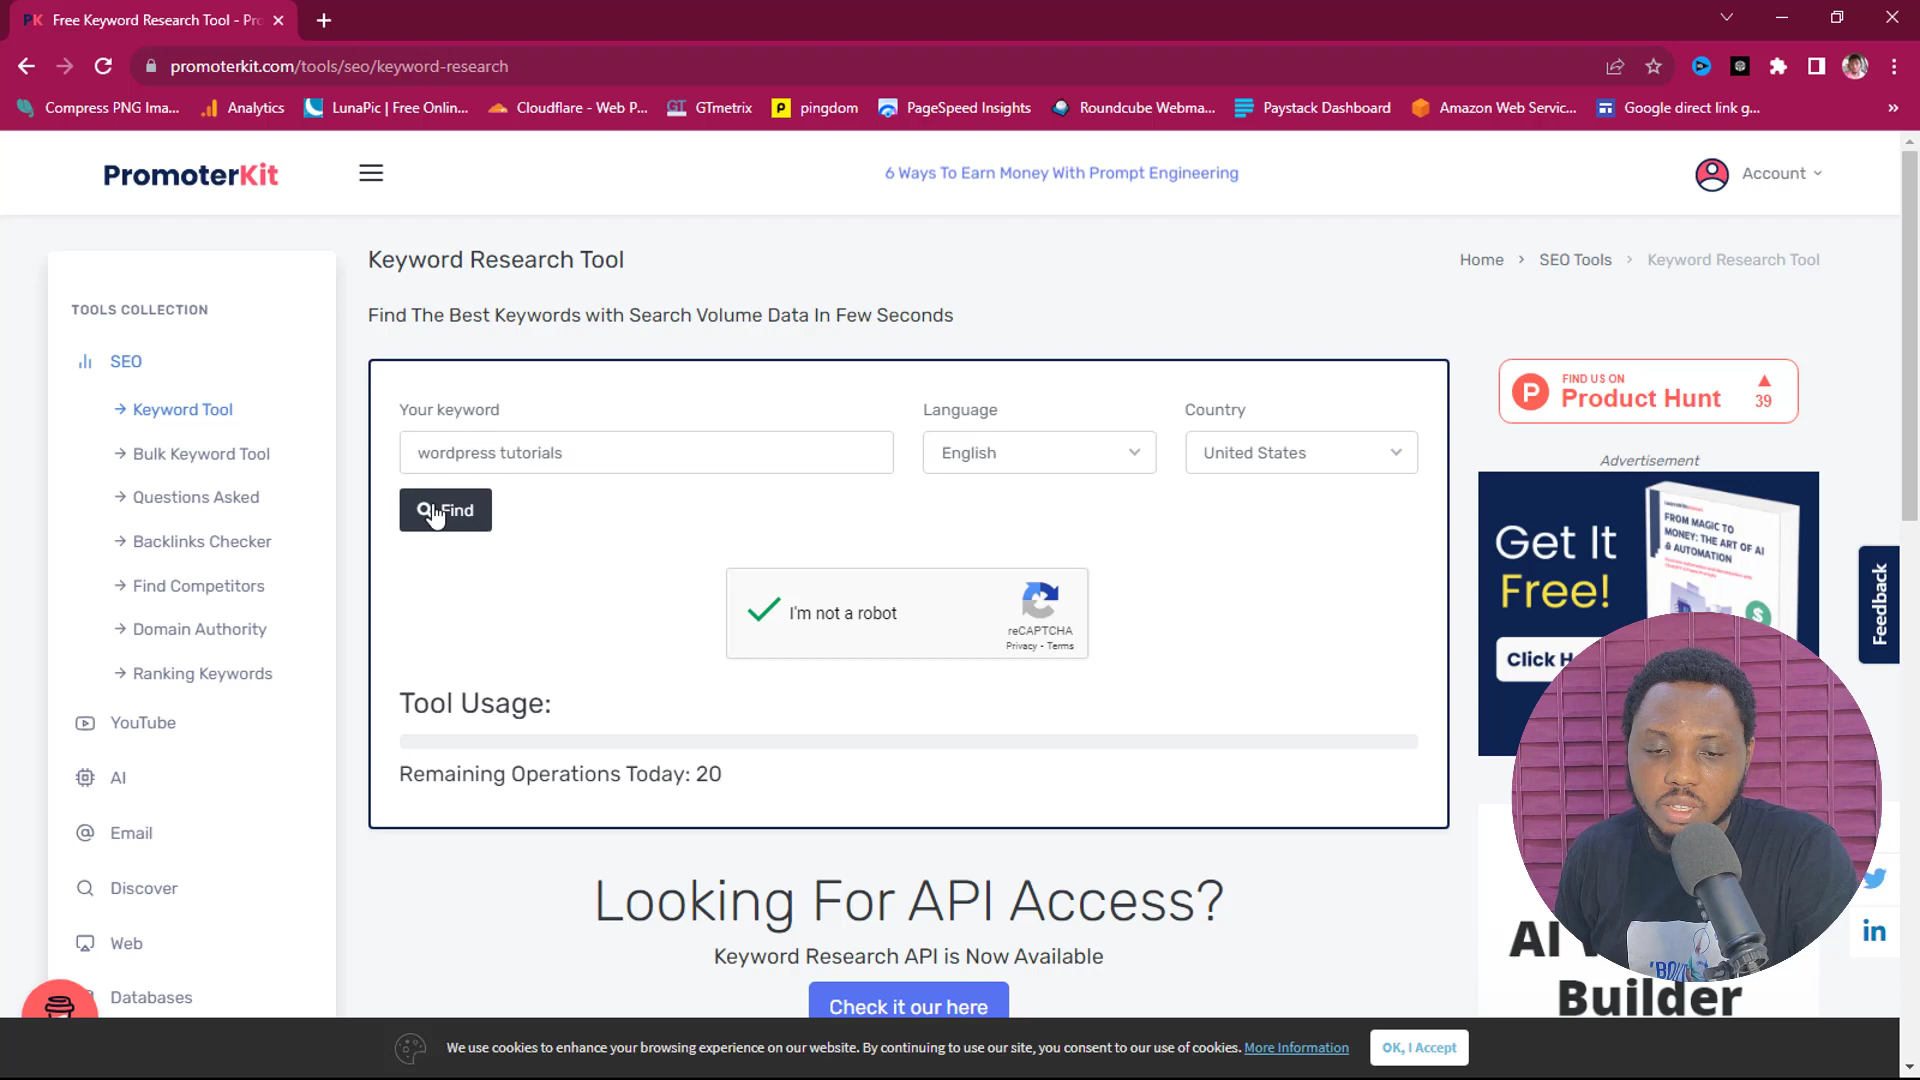 PK Free Keyword Research Tool - Pro
promoterkit.com/tools/seo/keyword-research
Compress PNG Ima...
Analytics
LunaPic | Free Onlin...
Cloudflare - Web P...
GTmetrix
pingdom
PageSpeed Insights
Roundcube Webma...
Paystack Dashboard
Amazon Web Servic...
Google direct link g...
PromoterKit
6 Ways To Earn Money With Prompt Engineering
Account
TOOLS COLLECTION
SEO
Keyword Tool
Bulk Keyword Tool
Questions Asked
Backlinks Checker
Find Competitors
Domain Authority
Ranking Keywords
YouTube
AI
Email
Discover
Web
Databases
Keyword Research Tool
Home > SEO Tools > Keyword Research Tool
Find The Best Keywords with Search Volume Data In Few Seconds
Your keyword
Language
Country
wordpress tutorials
English
United States
Find
I'm not a robot
reCAPTCHA
Privacy - Terms
Tool Usage:
Remaining Operations Today: 20
Looking For API Access?
Keyword Research API is Now Available
Check it our here
FIND US ON
Product Hunt
39
Advertisement
Get It
Free!
FROM MAGIC TO
MONEY: THE ART OF AI
& AUTOMATION
Click
Feedback
AI
Builder
in
We use cookies to enhance your browsing experience on our website. By continuing to use our site, you consent to our use of cookies. More Information
OK, I Accept